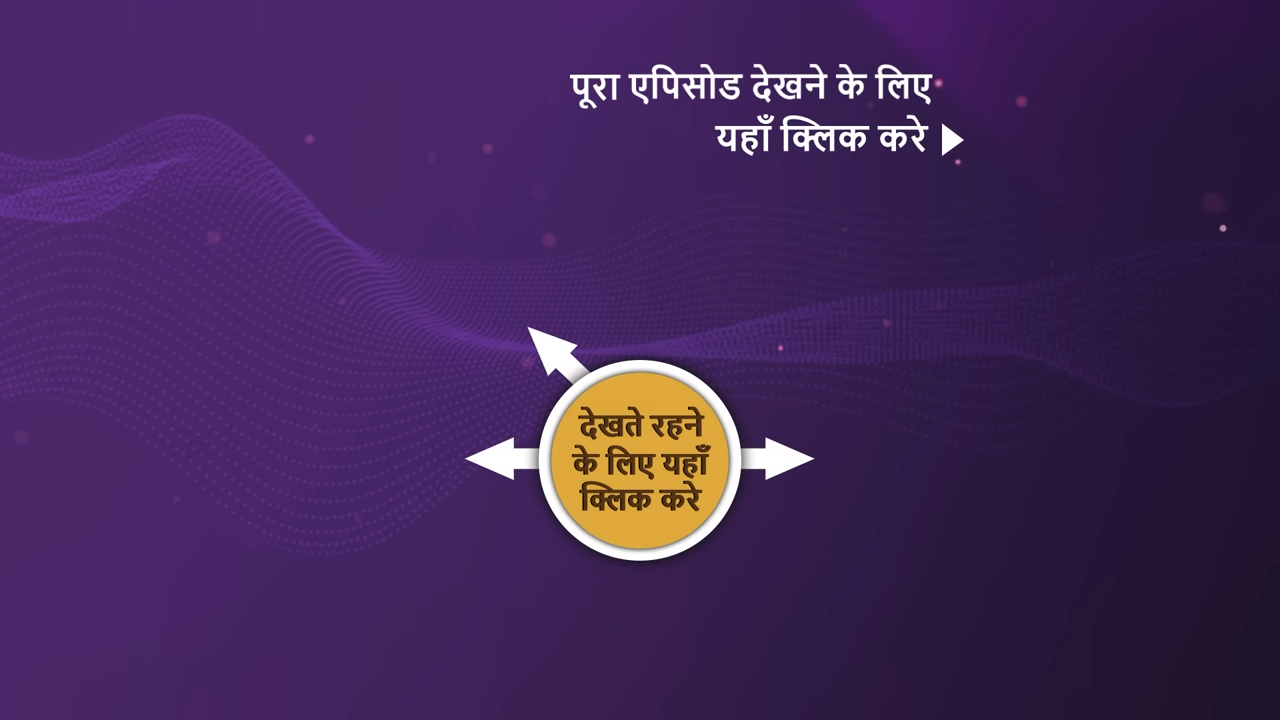 पूरा एपिसोड देखने के लिए
यहाँ क्लिक करे
देखते रहने
के लिए यहाँ
क्लिक करे